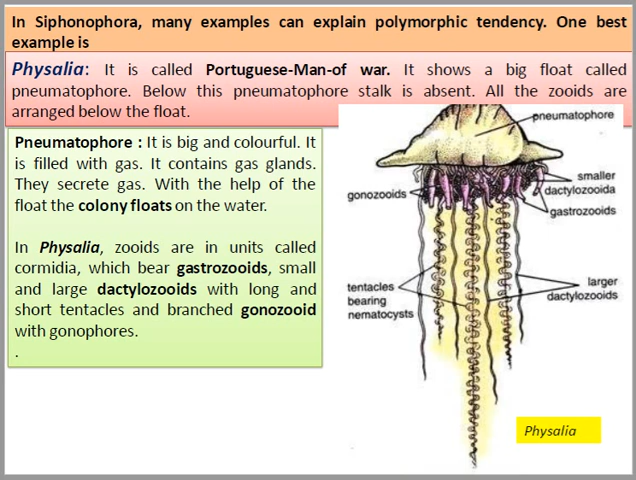 In Siphonophora, many examples can explain polymorphic tendency. One best
example is
Physalia: It is called Portuguese-Man-of war. It shows a big float called
pneumatophore. Below this pneumatophore stalk is absent. All the zooids are
arranged below the float.
Pneumatophore : It is big and colourful. It
is filled with gas. It contains gas glands.
They secrete gas. With the help of the
float the colony floats on the water.
In Physalia, zooids are in units called
cormidia, which bear gastrozooids, small
and large dactylozooids with long and
short tentacles and branched gonozooid
with gonophores.
.
pneumatophore
smaller
dactylozooida
gonozooids
gastrozooids
tentacles
bearing
nematocysts
larger
dactylozooids
Physalia